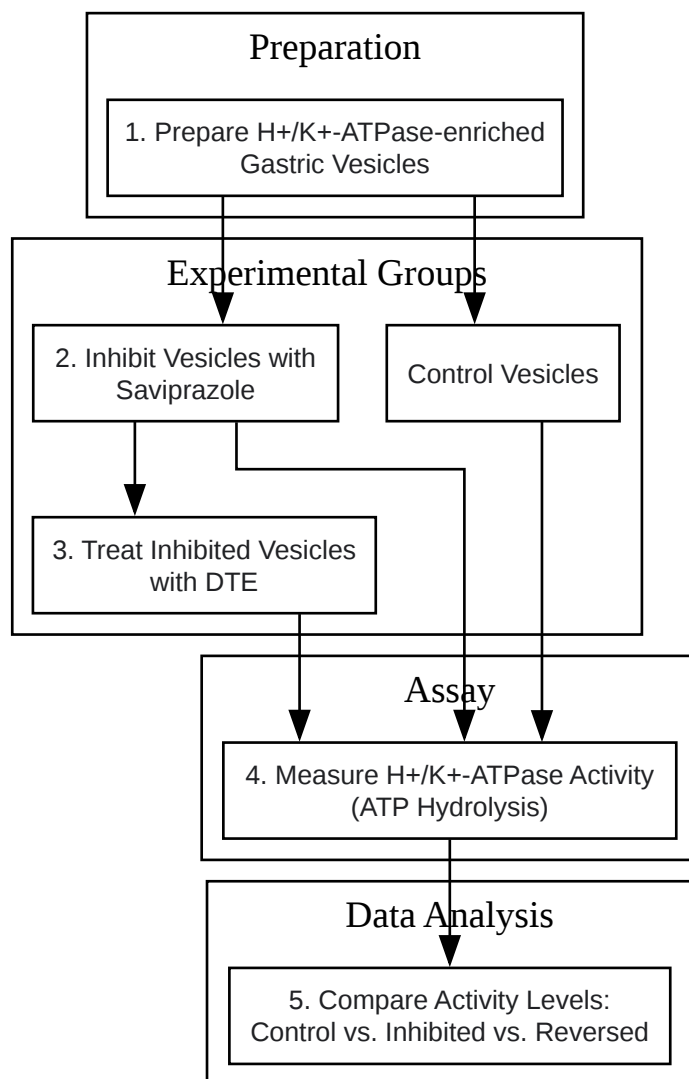 Preparation
1. Prepare H+/K+-ATPase-enriched
Gastric Vesicles
Experimental Groups
2. Inhibit Vesicles with
Saviprazole
Control Vesicles
3. Treat Inhibited Vesicles
with DTE
Assay
4. Measure H+/K+-ATPase Activity
(ATP Hydrolysis)
Data Analysis
5. Compare Activity Levels:
Control vs. Inhibited vs. Reversed